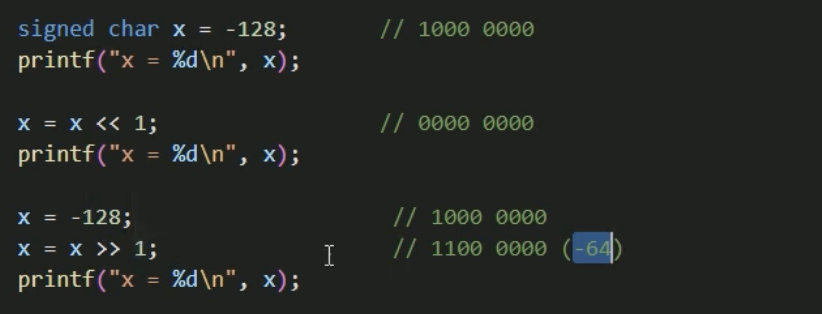 signed char x = -128;          // 1000 0000
printf("x = %d\n", x);
x = x << 1;                    // 0000 0000
printf("x = %d\n", x);
x = -128;                      // 1000 0000
x = x >> 1;                    // 1100 0000 (-64)
printf("x = %d\n", x);